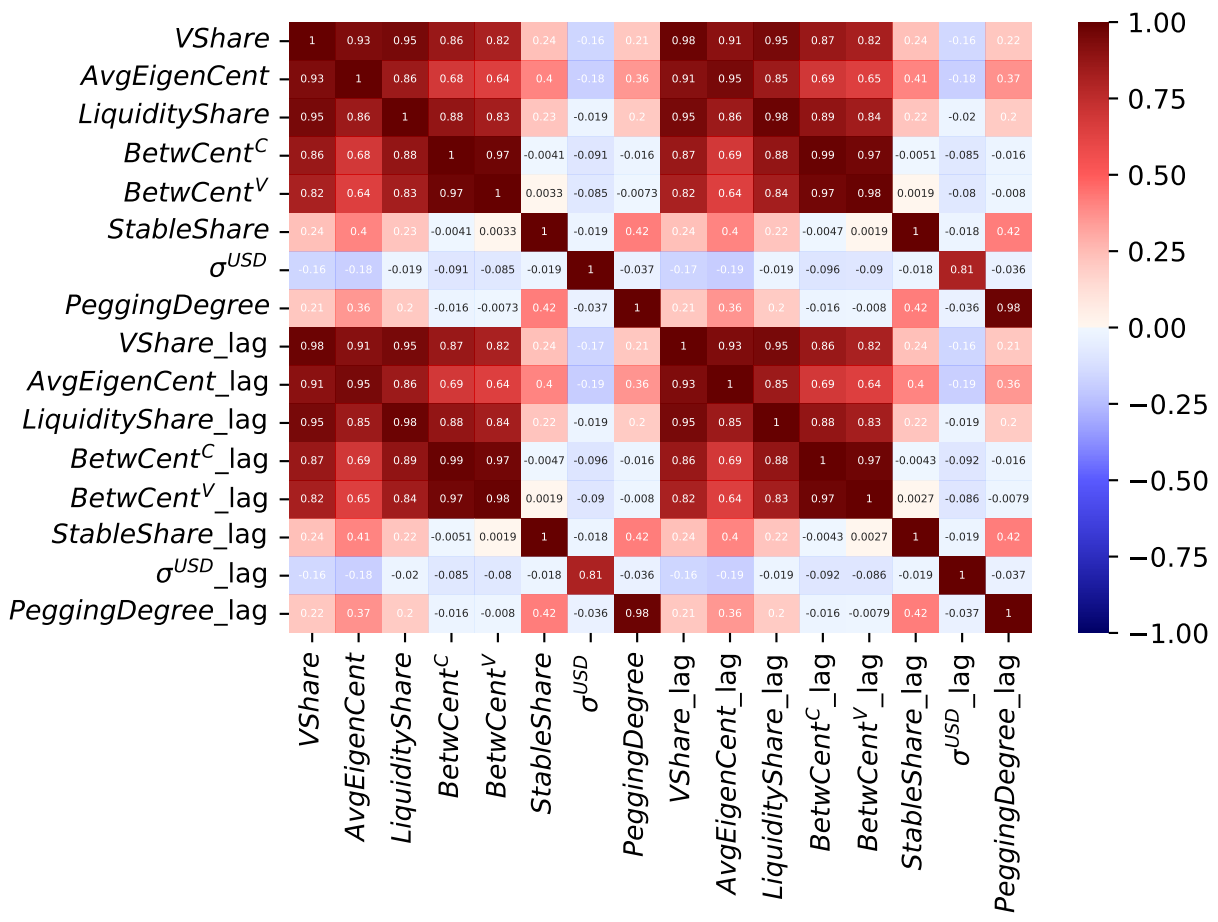 VShare 1 0.93 0.95 0.86 0.82 0.24 -0.16 0.21 0.98 0.91 0.95 0.87 0.82 0.24 -0.16 0.22
AvgEigenCent 0.93 1 0.86 0.68 0.64 0.4 -0.18 0.36 0.91 0.95 0.85 0.69 0.65 0.41 -0.18 0.37
LiquidityShare 0.95 0.86 1 0.88 0.83 0.23 -0.019 0.2 0.95 0.86 0.98 0.89 0.84 0.22 -0.02 0.2
BetwCent^C 0.86 0.68 0.88 1 0.97 -0.0041 -0.091 -0.016 0.87 0.69 0.88 0.99 0.97 -0.0051 -0.085 -0.016
BetwCent^V 0.82 0.64 0.83 0.97 1 0.0033 -0.085 -0.0073 0.82 0.64 0.84 0.97 0.98 0.0019 -0.08 -0.008
StableShare 0.24 0.4 0.23 -0.0041 0.0033 1 -0.019 0.42 0.24 0.4 0.22 -0.0047 0.0019 1 -0.018 0.42
σ^USD -0.16 -0.18 -0.019 -0.091 -0.085 -0.019 1 -0.037 -0.17 -0.19 -0.019 -0.096 -0.09 -0.018 0.81 -0.036
PeggingDegree 0.21 0.36 0.2 -0.016 -0.0073 0.42 -0.037 1 0.21 0.36 0.2 -0.016 -0.008 0.42 -0.036 0.98
VShare_lag 0.98 0.91 0.95 0.87 0.82 0.24 -0.17 0.21 1 0.93 0.95 0.86 0.82 0.24 -0.16 0.21
AvgEigenCent_lag 0.91 0.95 0.86 0.69 0.64 0.4 -0.19 0.36 0.93 1 0.85 0.69 0.64 0.4 -0.19 0.36
LiquidityShare_lag 0.95 0.85 0.98 0.88 0.84 0.22 -0.019 0.2 0.95 0.85 1 0.88 0.83 0.22 -0.019 0.2
BetwCent^C_lag 0.87 0.69 0.89 0.99 0.97 -0.0047 -0.096 -0.016 0.86 0.69 0.88 1 0.97 -0.0043 -0.092 -0.016
BetwCent^V_lag 0.82 0.65 0.84 0.97 0.98 0.0019 -0.09 -0.008 0.82 0.64 0.83 0.97 1 0.0027 -0.086 -0.0079
StableShare_lag 0.24 0.41 0.22 -0.0051 0.0019 1 -0.018 0.42 0.24 0.4 0.22 -0.0043 0.0027 1 -0.019 0.42
σ^USD_lag -0.16 -0.18 -0.02 -0.085 -0.08 -0.018 0.81 -0.036 -0.16 -0.19 -0.019 -0.092 -0.086 -0.019 1 -0.037
PeggingDegree_lag 0.22 0.37 0.2 -0.016 -0.008 0.42 -0.036 0.98 0.21 0.36 0.2 -0.016 -0.0079 0.42 -0.037 1
VShare
AvgEigenCent
LiquidityShare
BetwCent^C
BetwCent^V
StableShare
σ^USD
PeggingDegree
VShare_lag
AvgEigenCent_lag
LiquidityShare_lag
BetwCent^C_lag
BetwCent^V_lag
StableShare_lag
σ^USD_lag
PeggingDegree_lag
1.00
0.75
0.50
0.25
0.00
−0.25
−0.50
−0.75
−1.00